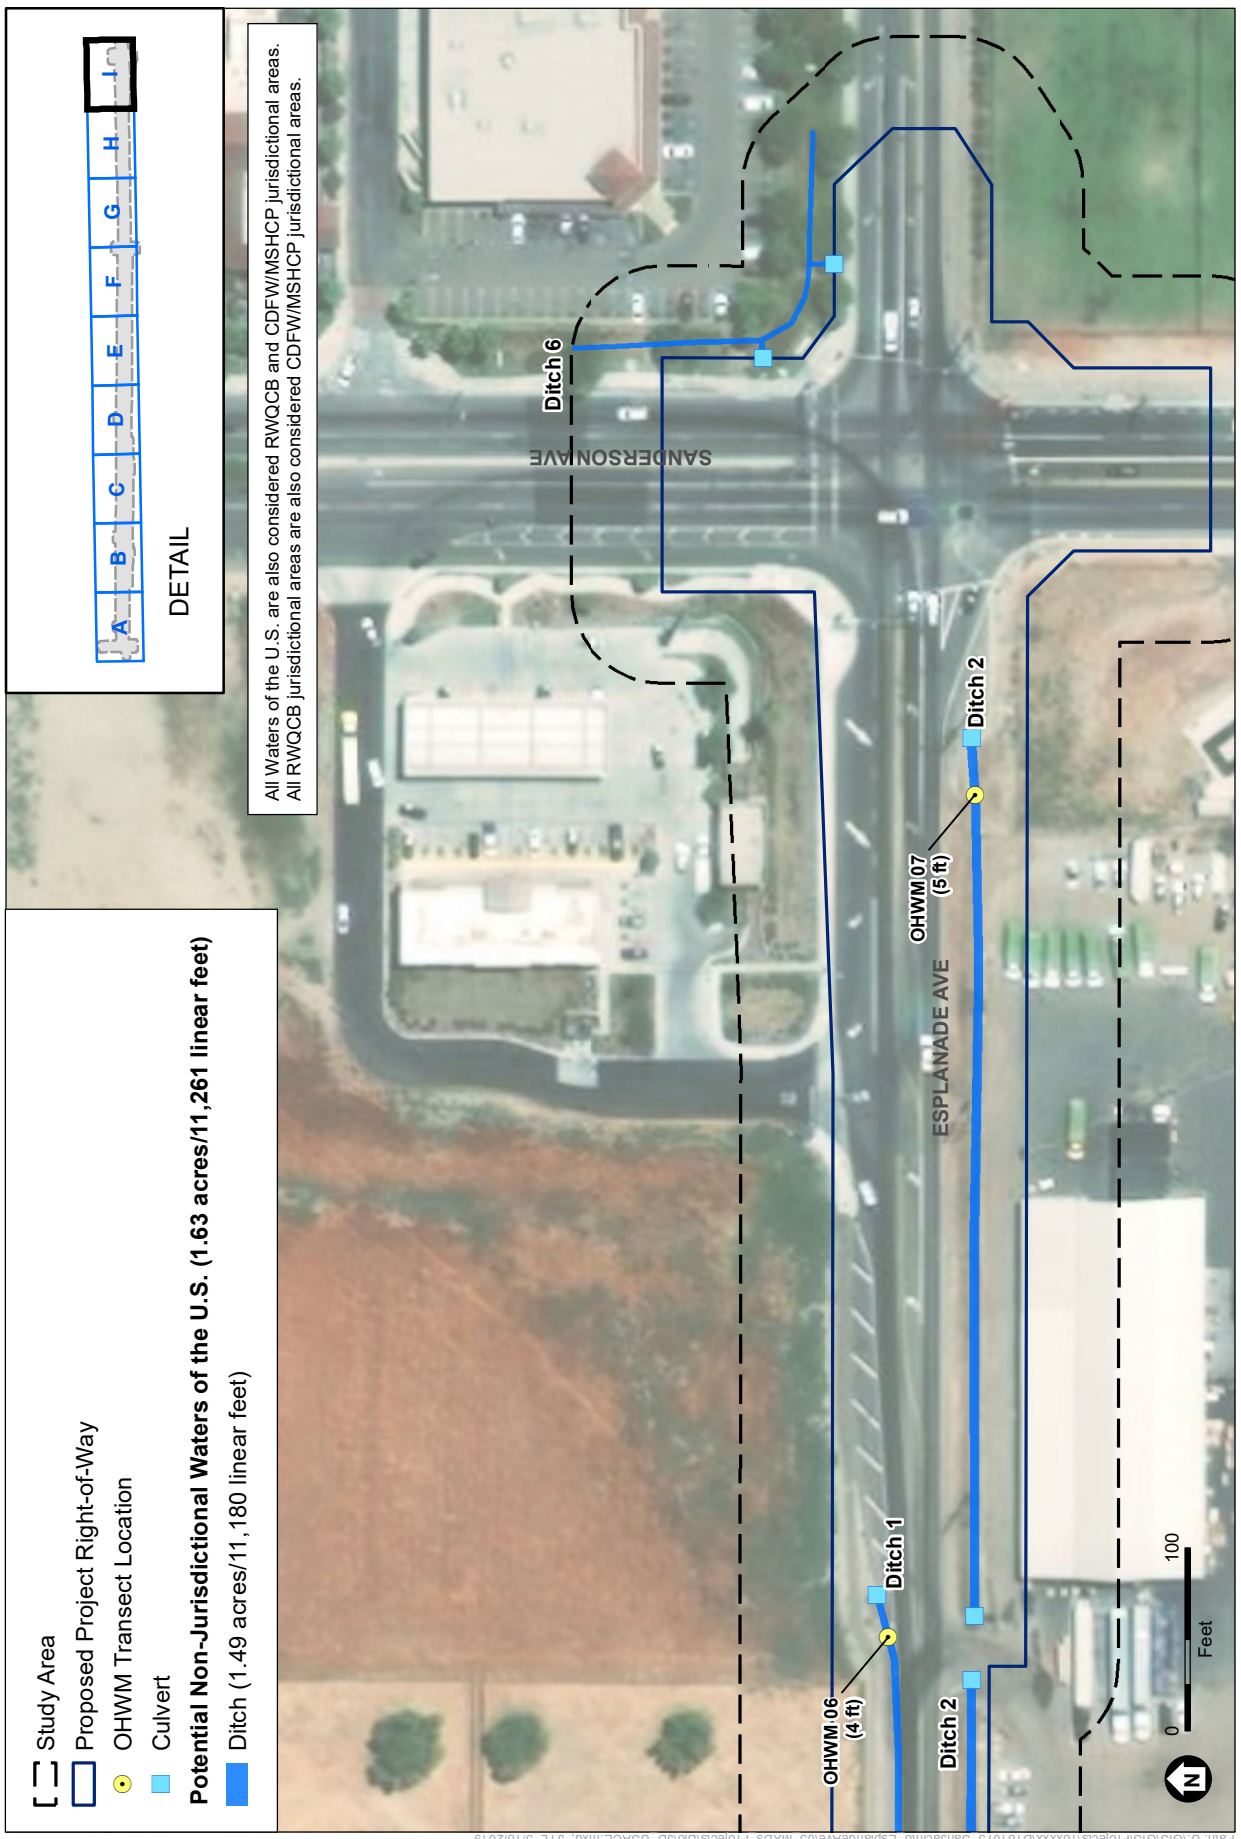 Study Area
Proposed Project Right-of-Way
OHWM Transect Location
Culvert
Potential Non-Jurisdictional Waters of the U.S. (1.63 acres/11,261 linear feet)
Ditch (1.49 acres/11,180 linear feet)
A B C D E F G H I
DETAIL
All Waters of the U.S. are also considered RWQCB and CDFW/MSHCP jurisdictional areas.
All RWQCB jurisdictional areas are also considered CDFW/MSHCP jurisdictional areas.
Ditch 6
SANDERSON AVE
Ditch 2
OHWM 07
(5 ft)
ESPLANADE AVE
Ditch 1
OHWM 06
(4 ft)
Ditch 2
N
0 100
Feet